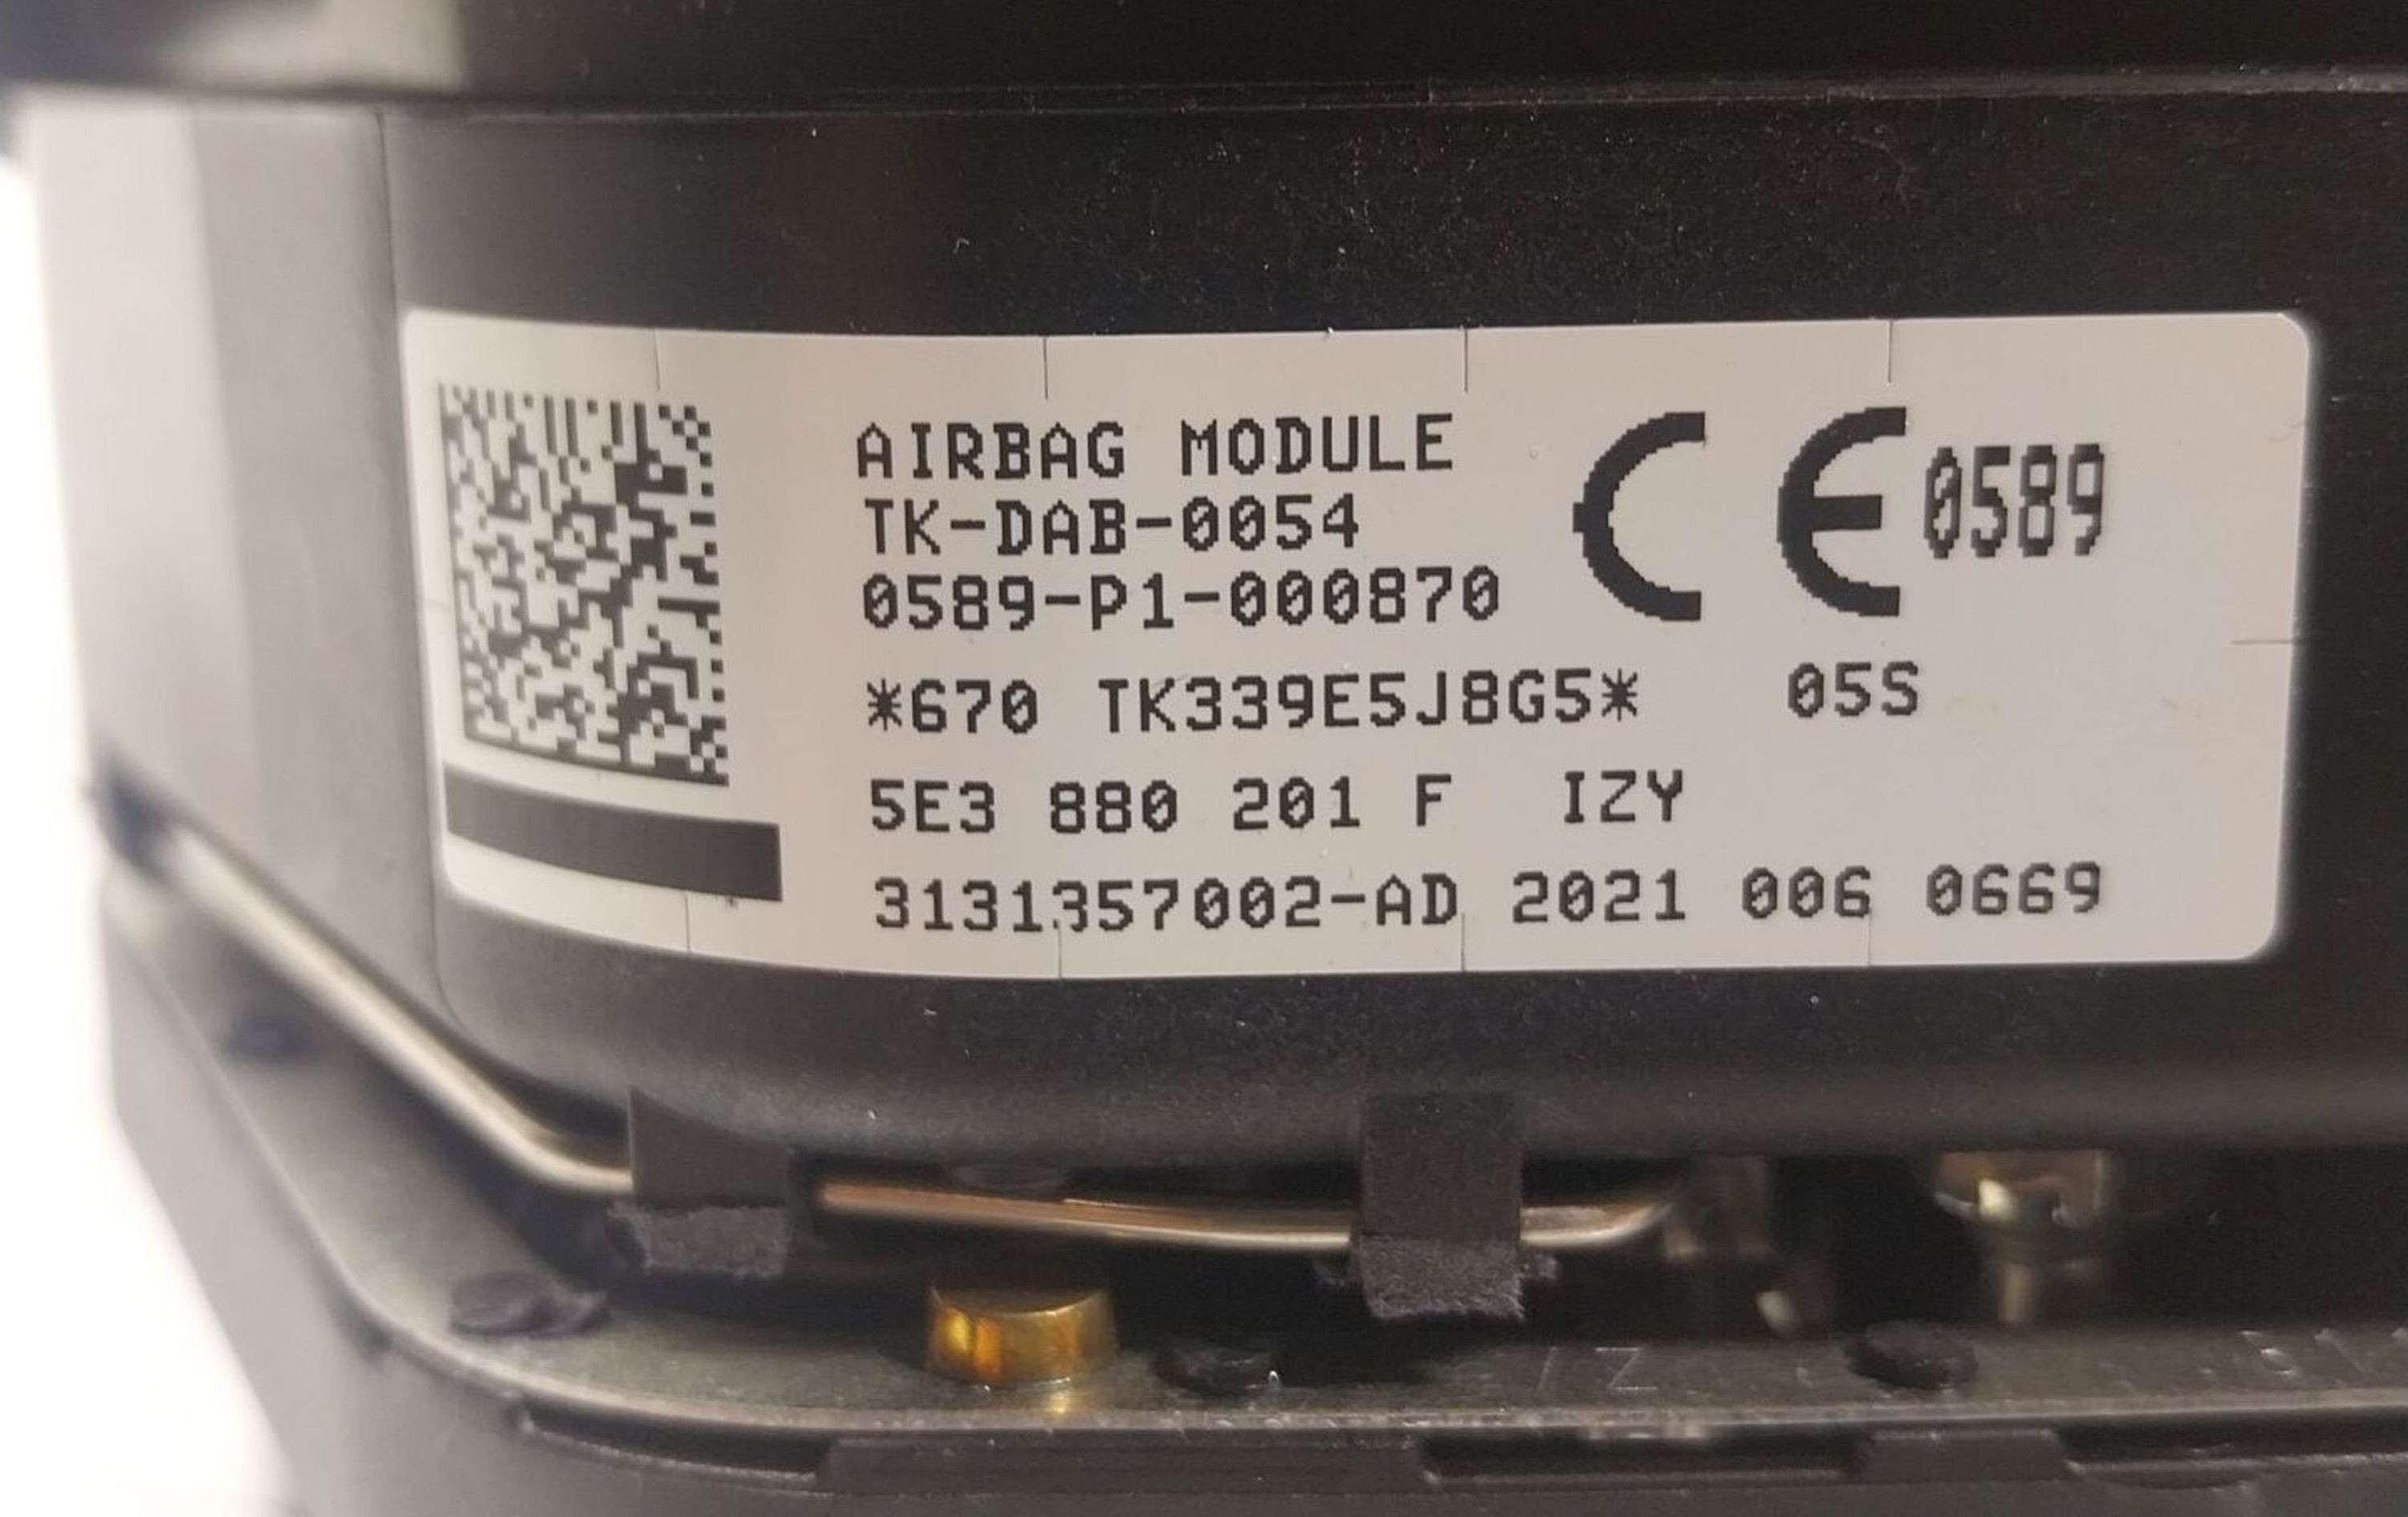 AIRBAG MODULE
TK-DAB-0054
0589-P1-000870
CE 0589
*670 TK339E5J8G5* 05S
5E3 880 201 F IZY
3131357002-AD 2021 006 0669